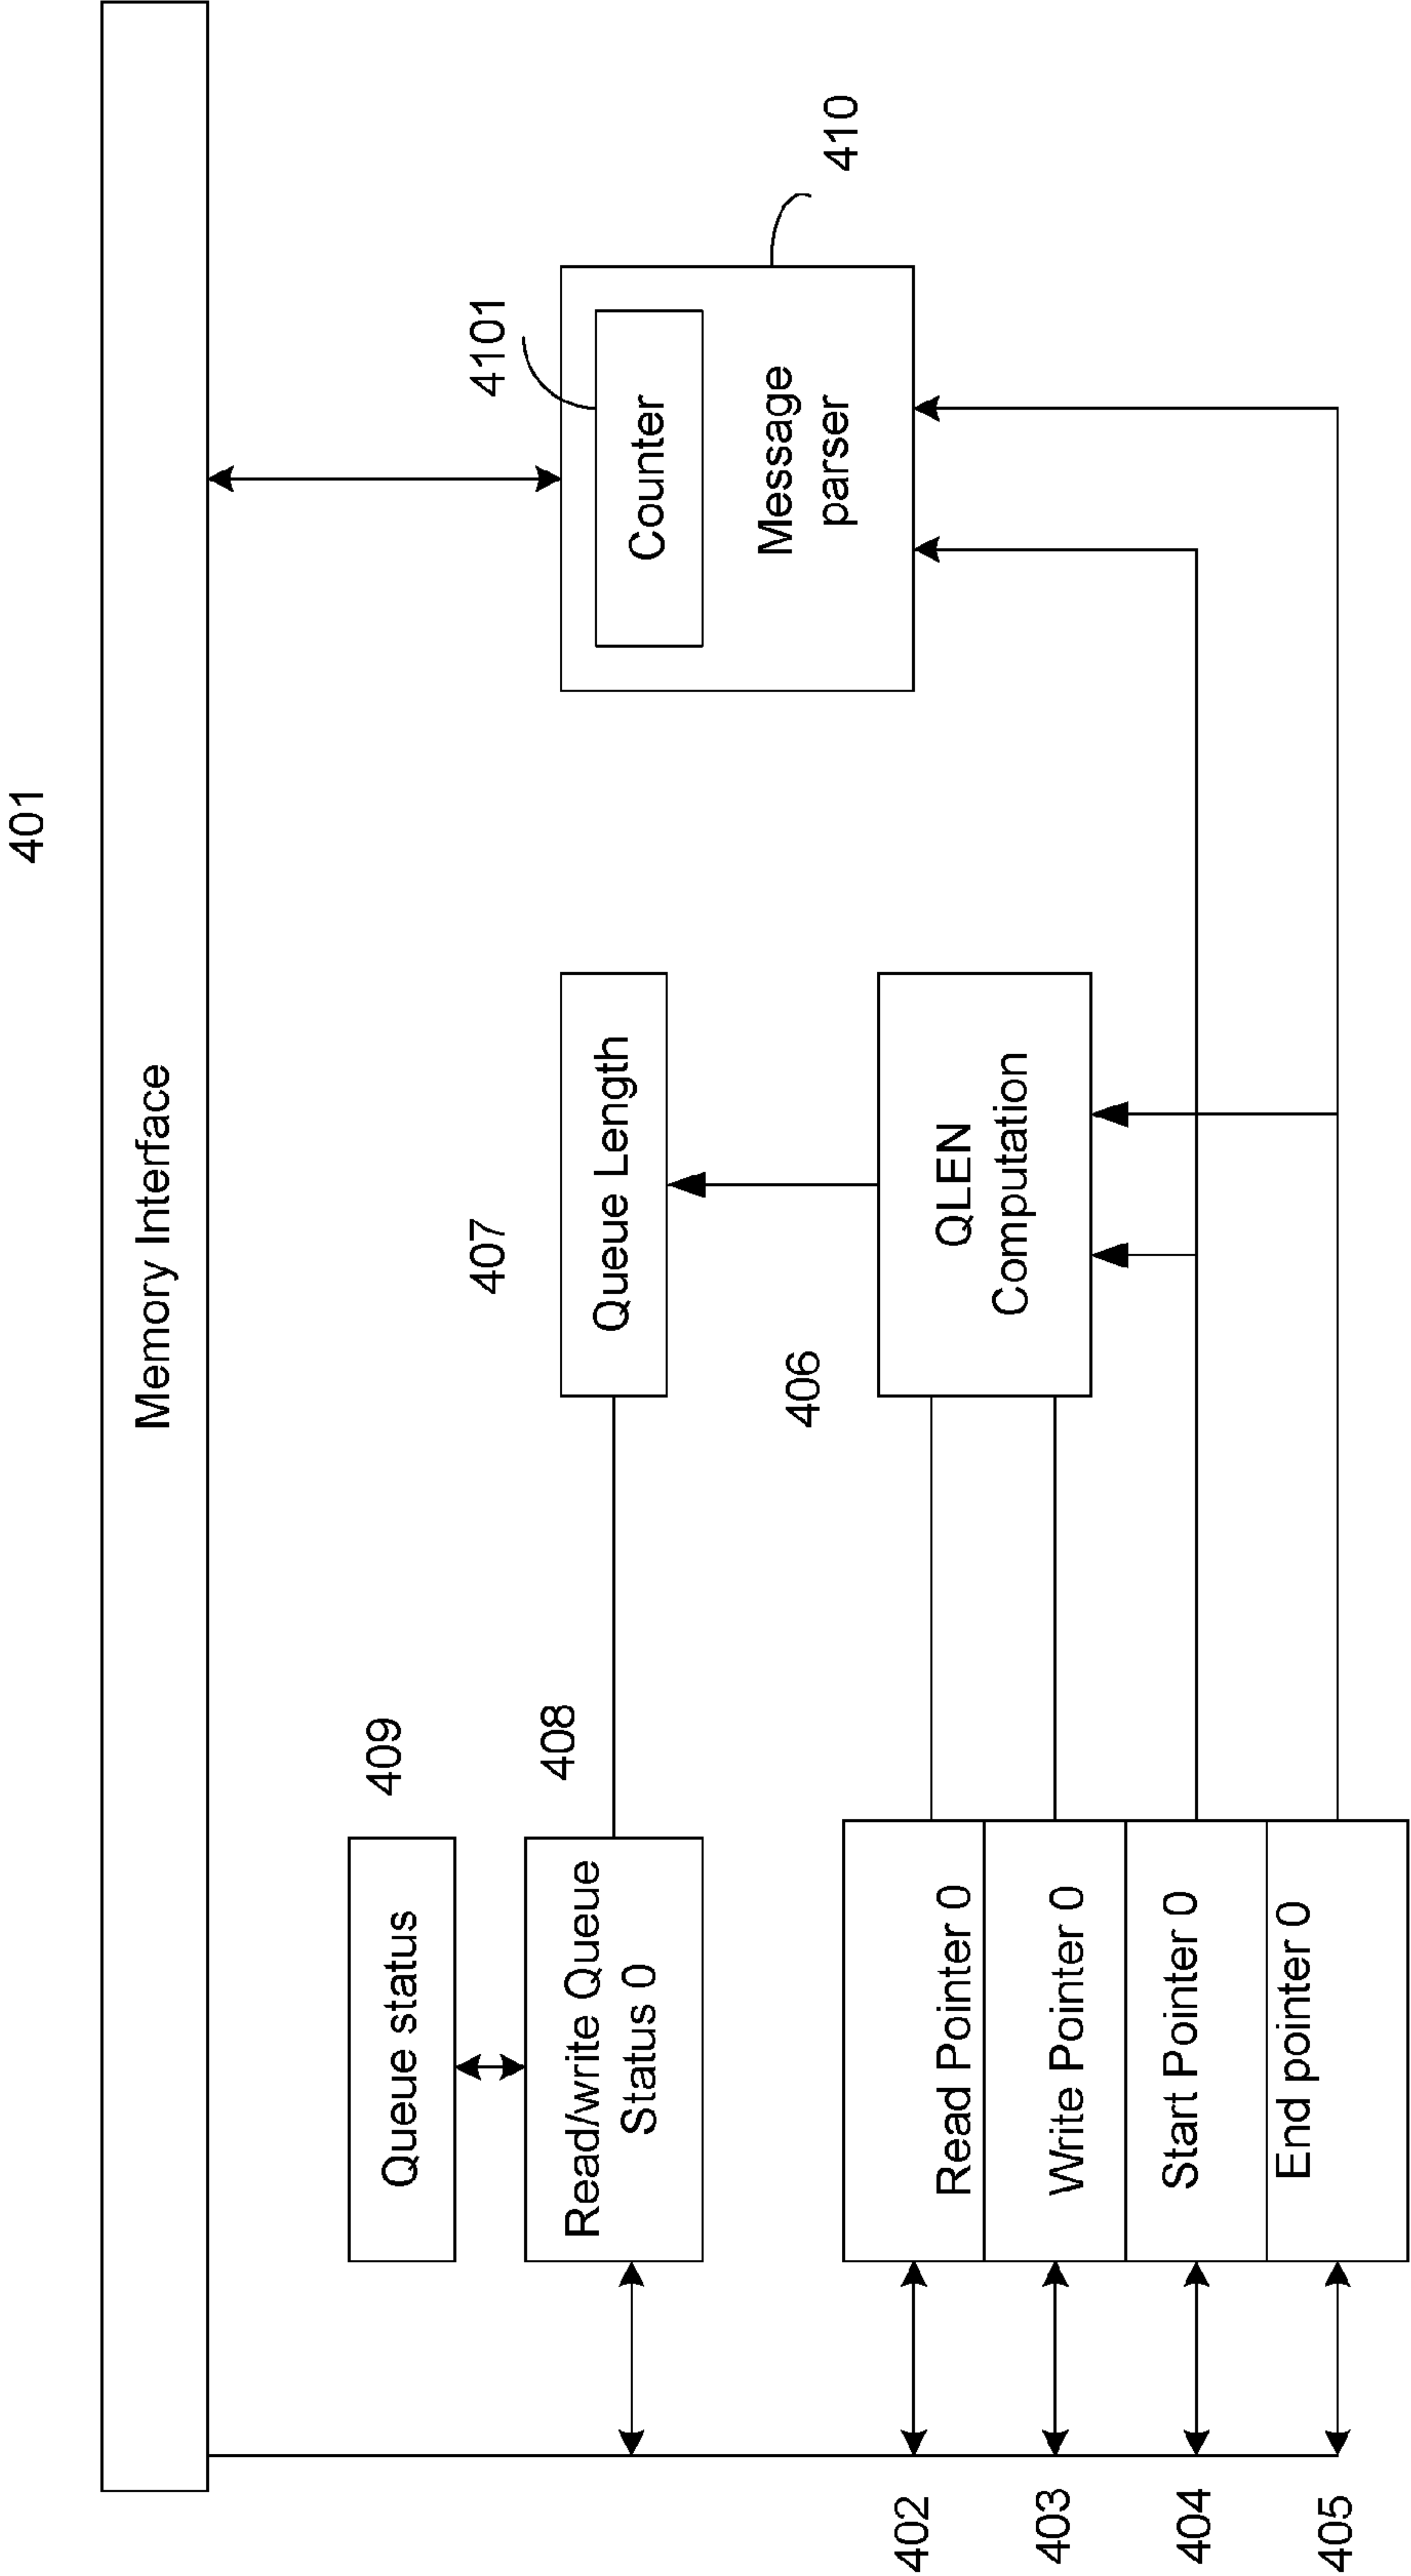 401
Memory Interface
409
Queue status
408
Read/write Queue
Status 0
407
Queue Length
4101
Counter
Message
parser
410
406
QLEN
Computation
402
Read Pointer 0
403
Write Pointer 0
404
Start Pointer 0
405
End pointer 0